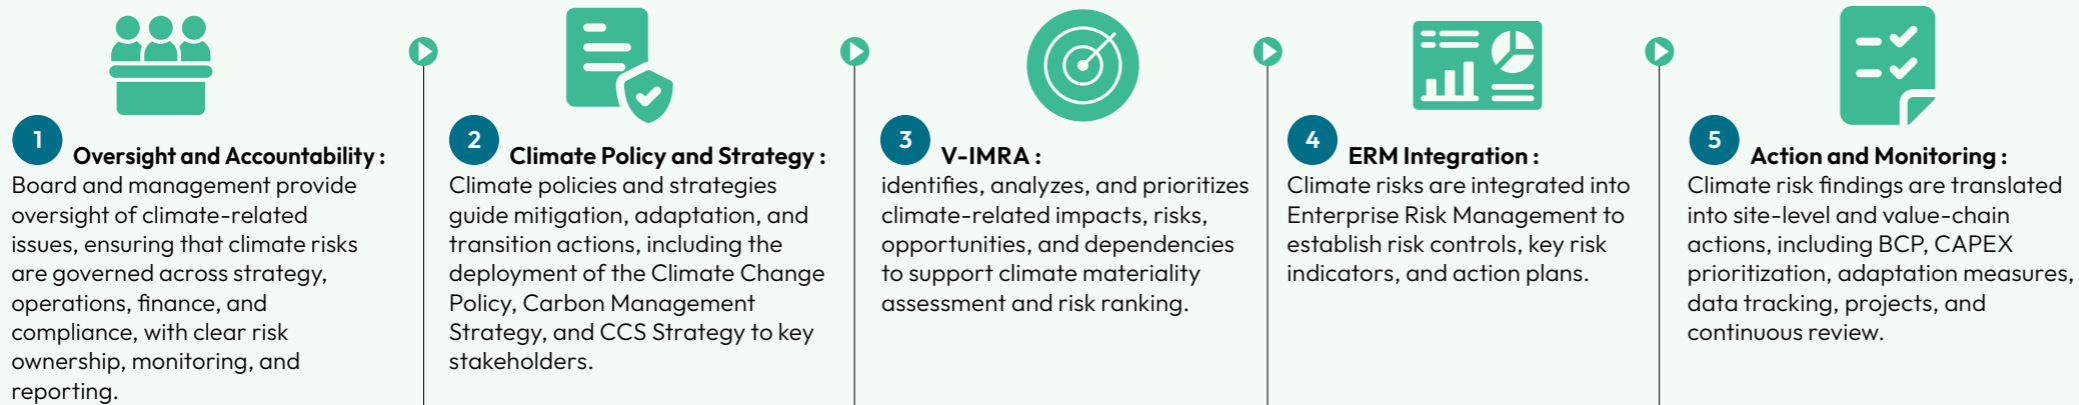 1
Oversight and Accountability :
Board and management provide
oversight of climate-related
issues, ensuring that climate risks
are governed across strategy,
operations, finance, and
compliance, with clear risk
ownership, monitoring, and
reporting.
2
Climate Policy and Strategy :
Climate policies and strategies
guide mitigation, adaptation, and
transition actions, including the
deployment of the Climate Change
Policy, Carbon Management
Strategy, and CCS Strategy to key
stakeholders.
3
V-IMRA :
identifies, analyzes, and prioritizes
climate-related impacts, risks,
opportunities, and dependencies
to support climate materiality
assessment and risk ranking.
4
ERM Integration :
Climate risks are integrated into
Enterprise Risk Management to
establish risk controls, key risk
indicators, and action plans.
5
Action and Monitoring :
Climate risk findings are translated
into site-level and value-chain
actions, including BCP, CAPEX
prioritization, adaptation measures,
data tracking, projects, and
continuous review.